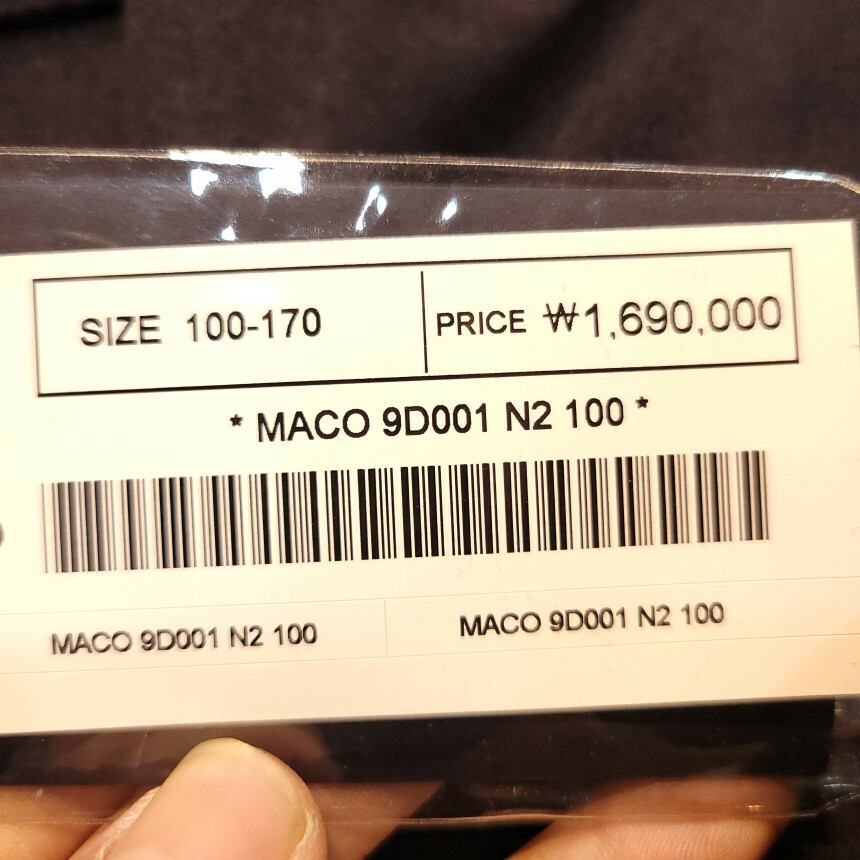 SIZE 100-170 PRICE ₩1,690,000
* MACO 9D001 N2 100 *
MACO 9D001 N2 100 MACO 9D001 N2 100